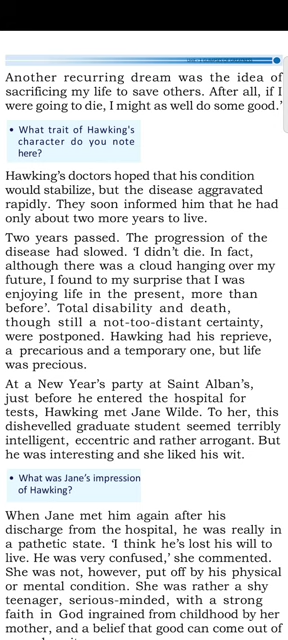 Another recurring dream was the idea of
sacrificing my life to save others. After all, if I
were going to die, I might as well do some good.'
• What trait of Hawking's
character do you note
here?
Hawking's doctors hoped that his condition
would stabilize, but the disease aggravated
rapidly. They soon informed him that he had
only about two more years to live.
Two years passed. The progression of the
disease had slowed. 'I didn't die. In fact,
although there was a cloud hanging over my
future, I found to my surprise that I was
enjoying life in the present, more than
before'. Total disability and death,
though still a not-too-distant certainty,
were postponed. Hawking had his reprieve,
a precarious and a temporary one, but life
was precious.
At a New Year's party at Saint Alban's,
just before he entered the hospital for
tests, Hawking met Jane Wilde. To her, this
dishevelled graduate student seemed terribly
intelligent, eccentric and rather arrogant. But
he was interesting and she liked his wit.
• What was Jane's impression
of Hawking?
When Jane met him again after his
discharge from the hospital, he was really in
a pathetic state. 'I think he's lost his will to
live. He was very confused,' she commented.
She was not, however, put off by his physical
or mental condition. She was rather a shy
teenager, serious-minded, with a strong
faith in God ingrained from childhood by her
mother, and a belief that good can come out of